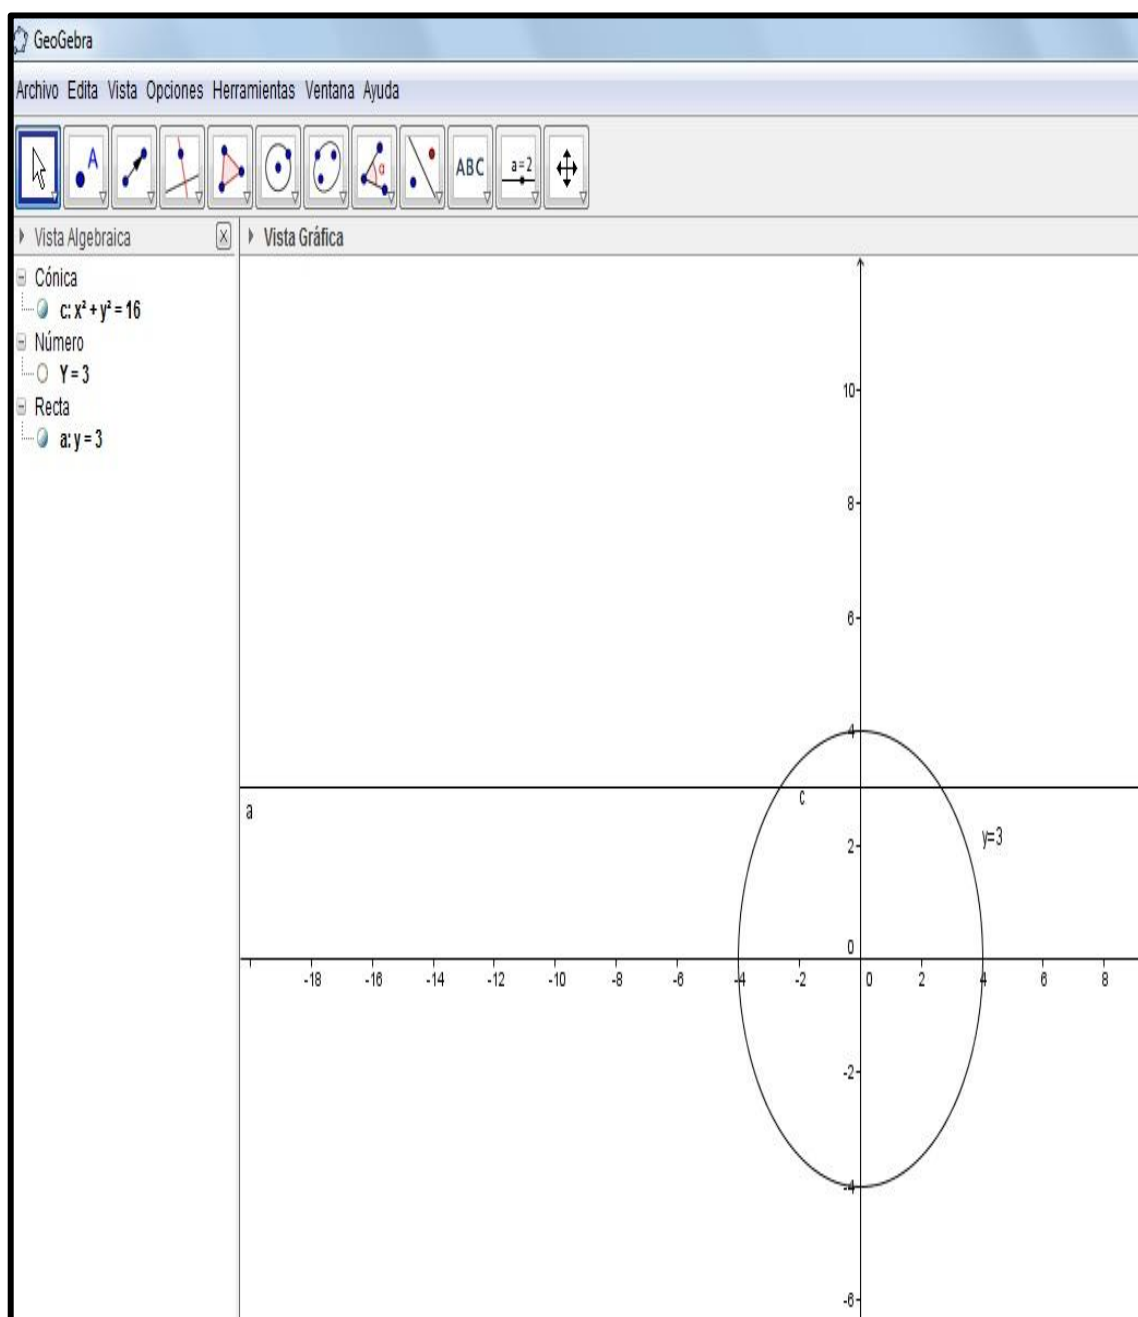 GeoGebra
Archivo Edita Vista Opciones Herramientas Ventana Ayuda
A
α
ABC
a=2
Vista Algebraica
Vista Gráfica
Cónica
c: x² + y² = 16
Número
Y = 3
Recta
a: y = 3
10
8
6
4
a
c
2
y=3
0
-18 -16 -14 -12 -10 -8 -6 -4 -2 0 2 4 6 8
-2
-4
-6